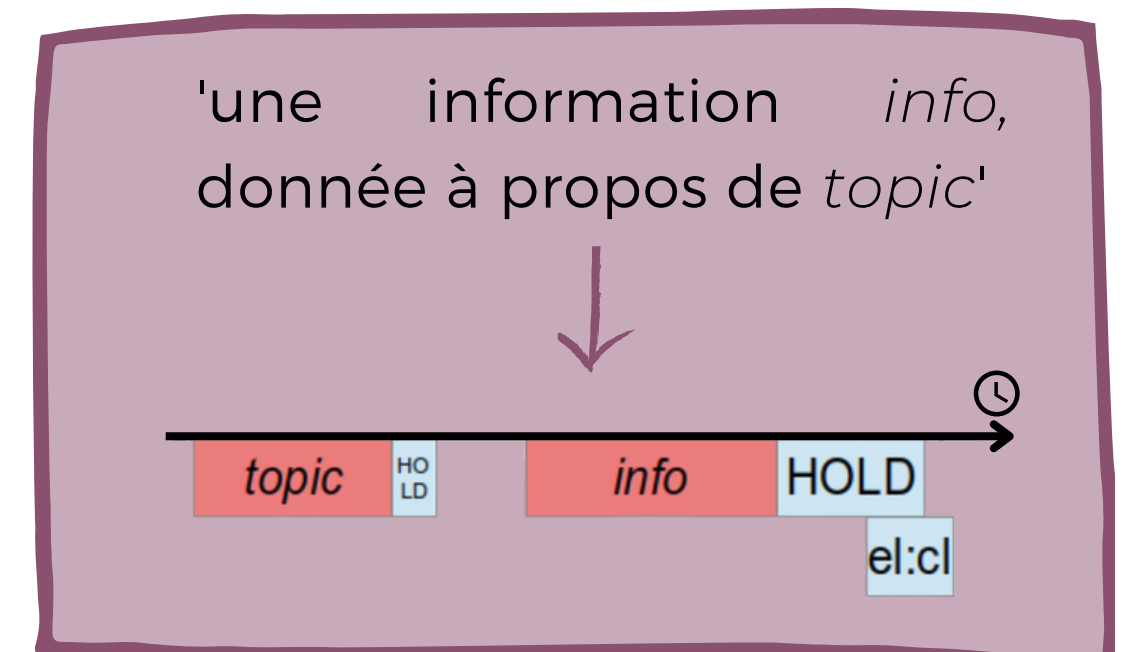 'une information info,
donnée à propos de topic'
topic HO
LD info HOLD
el:cl